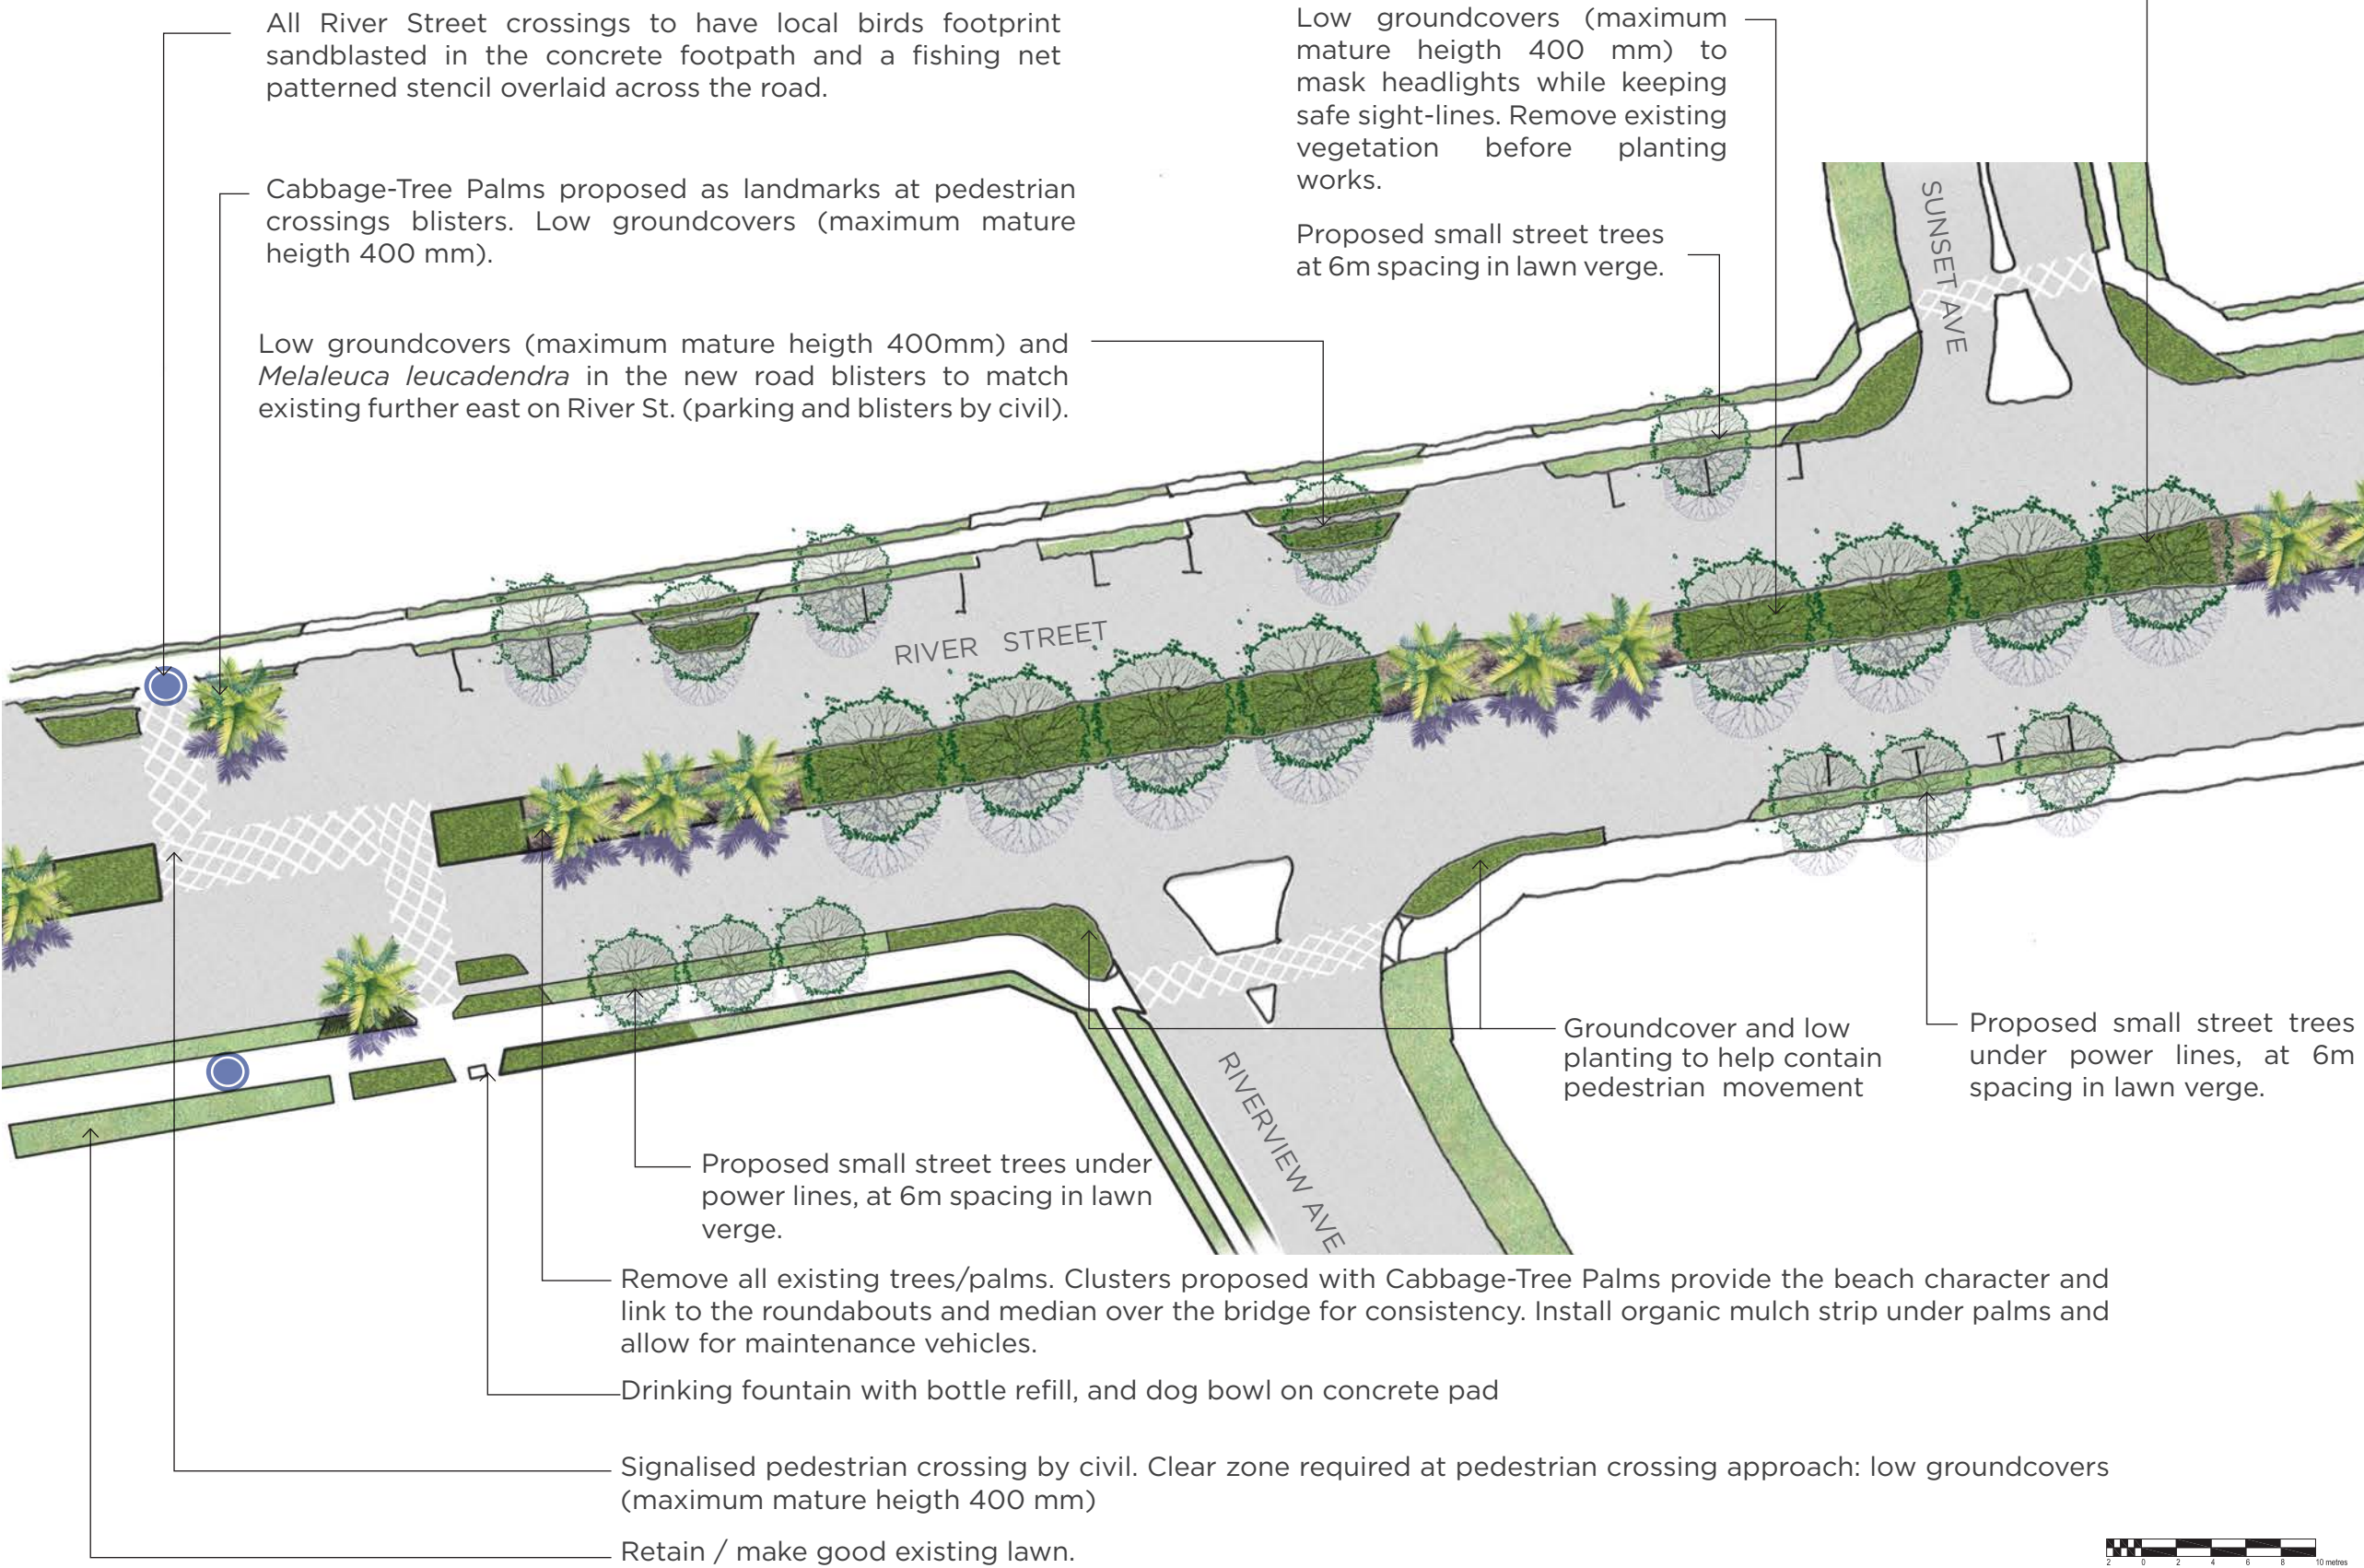 All River Street crossings to have local birds footprint
sandblasted in the concrete footpath and a fishing net
patterned stencil overlaid across the road.
Low groundcovers (maximum
mature heigth 400 mm) to
mask headlights while keeping
safe sight-lines. Remove existing
vegetation before planting
works.
Cabbage-Tree Palms proposed as landmarks at pedestrian
crossings blisters. Low groundcovers (maximum mature
heigth 400 mm).
Proposed small street trees
at 6m spacing in lawn verge.
SUNSET AVE
Low groundcovers (maximum mature heigth 400mm) and
Melaleuca leucadendra in the new road blisters to match
existing further east on River St. (parking and blisters by civil).
RIVER STREET
Groundcover and low
planting to help contain
pedestrian movement
Proposed small street trees
under power lines, at 6m
spacing in lawn verge.
RIVERVIEW AVE
Proposed small street trees under
power lines, at 6m spacing in lawn
verge.
Remove all existing trees/palms. Clusters proposed with Cabbage-Tree Palms provide the beach character and
link to the roundabouts and median over the bridge for consistency. Install organic mulch strip under palms and
allow for maintenance vehicles.
Drinking fountain with bottle refill, and dog bowl on concrete pad
Signalised pedestrian crossing by civil. Clear zone required at pedestrian crossing approach: low groundcovers
(maximum mature heigth 400 mm)
Retain / make good existing lawn.
2 0 2 4 6 8 10 metres